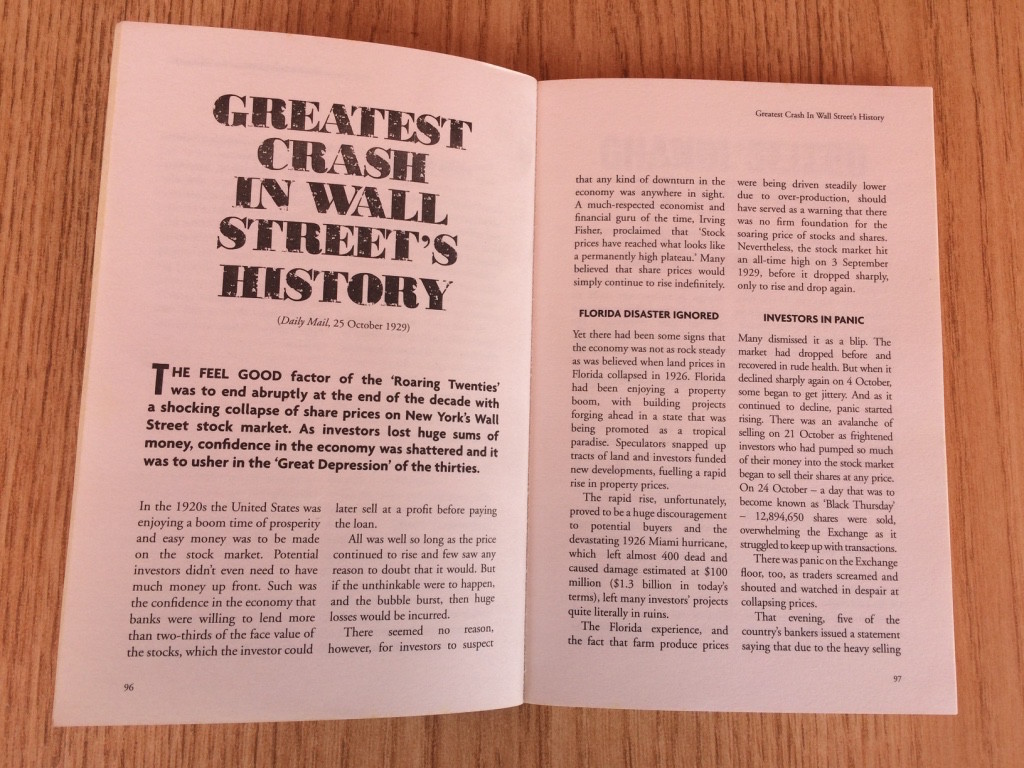 GREATEST
CRASH
IN WALL
STREET'S
HISTORY
(Daily Mail, 25 October 1929)
THE FEEL GOOD factor of the 'Roaring Twenties'
was to end abruptly at the end of the decade with
a shocking collapse of share prices on New York's Wall
Street stock market. As investors lost huge sums of
money, confidence in the economy was shattered and it
was to usher in the 'Great Depression' of the thirties.
In the 1920s the United States was
enjoying a boom time of prosperity
and easy money was to be made
on the stock market. Potential
investors didn't even need to have
much money up front. Such was
the confidence in the economy that
banks were willing to lend more
than two-thirds of the face value of
the stocks, which the investor could
later sell at a profit before paying
the loan.
All was well so long as the price
continued to rise and few saw any
reason to doubt that it would. But
if the unthinkable were to happen,
and the bubble burst, then huge
losses would be incurred.
There seemed no reason,
however, for investors to suspect
96
Greatest Crash In Wall Street's History
that any kind of downturn in the
economy was anywhere in sight.
A much-respected economist and
financial guru of the time, Irving
Fisher, proclaimed that 'Stock
prices have reached what looks like
a permanently high plateau.' Many
believed that share prices would
simply continue to rise indefinitely.
FLORIDA DISASTER IGNORED
Yet there had been some signs that
the economy was not as rock steady
as was believed when land prices in
Florida collapsed in 1926. Florida
had been enjoying a property
boom, with building projects
forging ahead in a state that was
being promoted as a tropical
paradise. Speculators snapped up
tracts of land and investors funded
new developments, fuelling a rapid
rise in property prices.
The rapid rise, unfortunately,
proved to be a huge discouragement
to potential buyers and the
devastating 1926 Miami hurricane,
which left almost 400 dead and
caused damage estimated at $100
million ($1.3 billion in today's
terms), left many investors' projects
quite literally in ruins.
The Florida experience, and
the fact that farm produce prices
were being driven steadily lower
due to over-production, should
have served as a warning that there
was no firm foundation for the
soaring price of stocks and shares.
Nevertheless, the stock market hit
an all-time high on 3 September
1929, before it dropped sharply,
only to rise and drop again.
INVESTORS IN PANIC
Many dismissed it as a blip. The
market had dropped before and
recovered in rude health. But when it
declined sharply again on 4 October,
some began to get jittery. And as it
continued to decline, panic started
rising. There was an avalanche of
selling on 21 October as frightened
investors who had pumped so much
of their money into the stock market
began to sell their shares at any price.
On 24 October – a day that was to
become known as 'Black Thursday'
– 12,894,650 shares were sold,
overwhelming the Exchange as it
struggled to keep up with transactions.
There was panic on the Exchange
floor, too, as traders screamed and
shouted and watched in despair at
collapsing prices.
That evening, five of the
country's bankers issued a statement
saying that due to the heavy selling
97